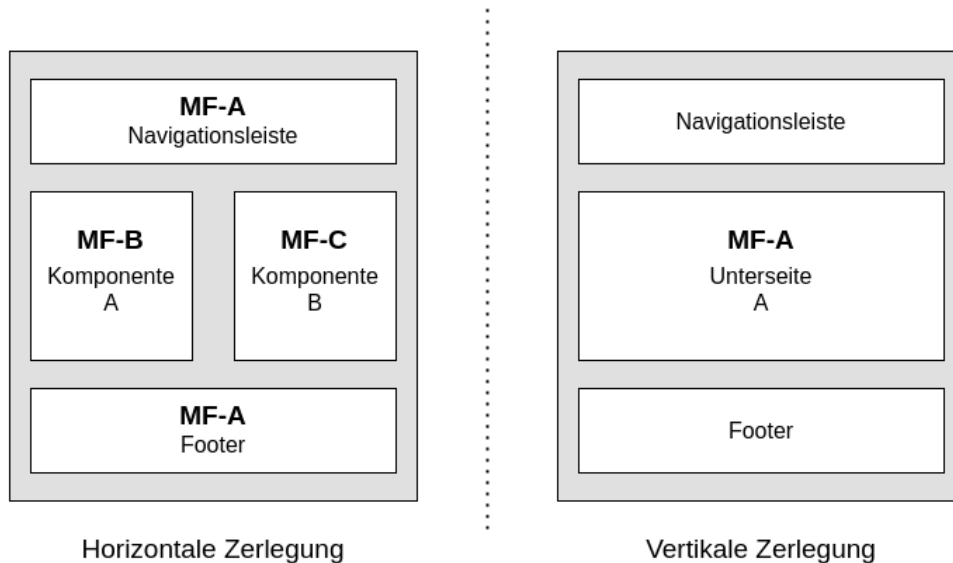 MF-A
Navigationsleiste
MF-B
Komponente
A
MF-C
Komponente
B
MF-A
Footer
Horizontale Zerlegung
Navigationsleiste
MF-A
Unterseite
A
Footer
Vertikale Zerlegung